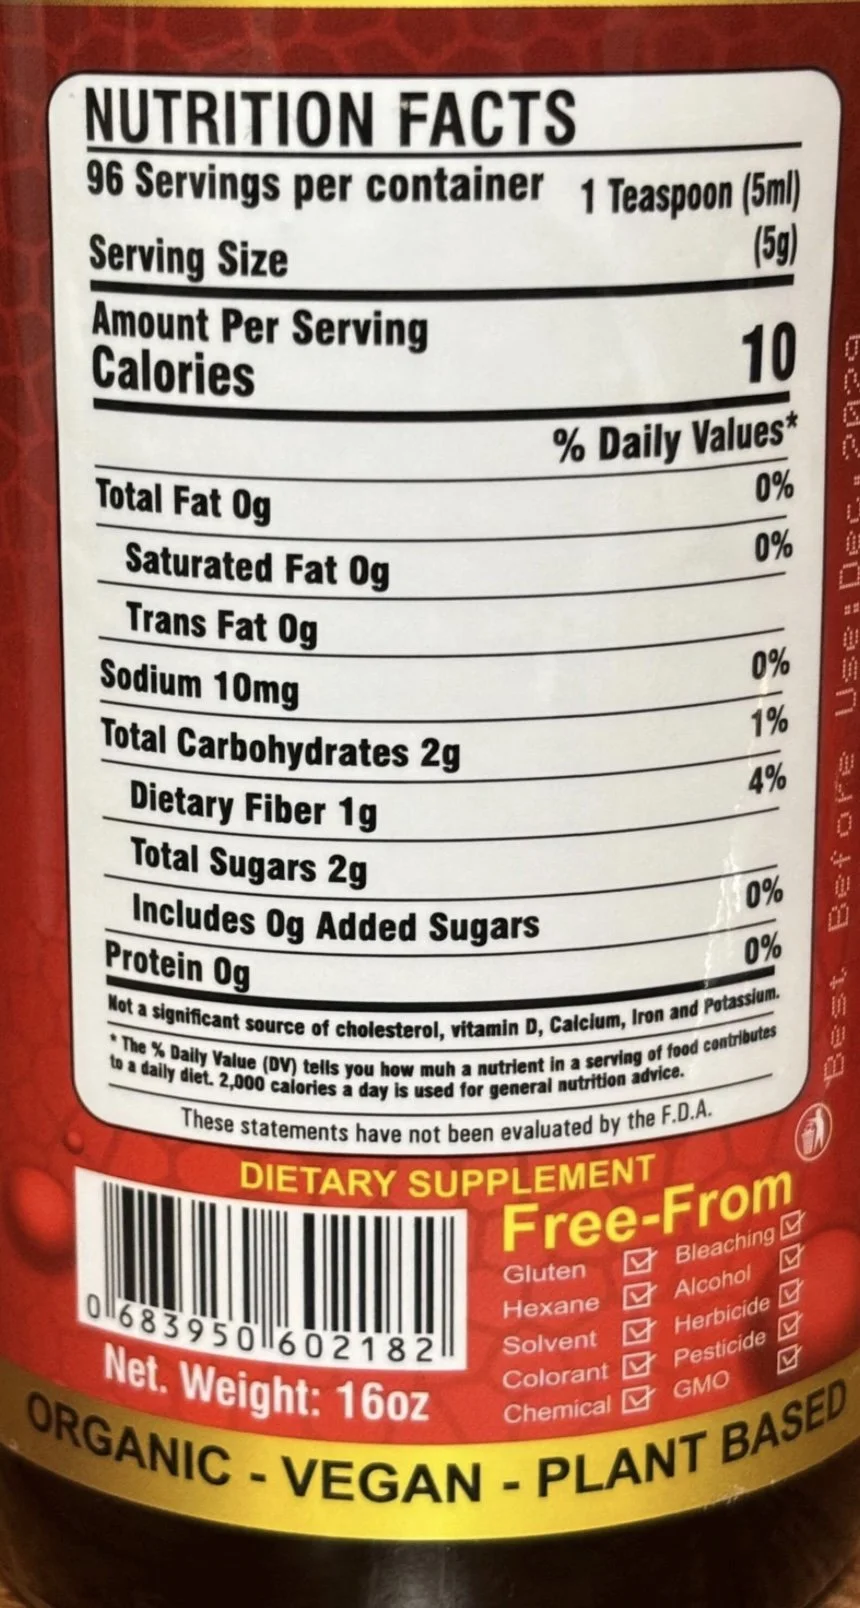 NUTRITION FACTS
96 Servings per container 1 Teaspoon (5ml)
Serving Size (5g)
Amount Per Serving
Calories 10
% Daily Values*
Total Fat 0g 0%
Saturated Fat 0g 0%
Trans Fat 0g
Sodium 10mg 0%
Total Carbohydrates 2g 1%
Dietary Fiber 1g 4%
Total Sugars 2g
Includes 0g Added Sugars 0%
Protein 0g 0%
Not a significant source of cholesterol, vitamin D, Calcium, Iron and Potassium.
* The % Daily Value (DV) tells you how muh a nutrient in a serving of food contributes
to a daily diet. 2,000 calories a day is used for general nutrition advice.
These statements have not been evaluated by the F.D.A.
DIETARY SUPPLEMENT
Free-From
Gluten Bleaching
Hexane Alcohol
Solvent Herbicide
Colorant Pesticide
Chemical GMO
0 683950 602182
Net. Weight: 16oz
ORGANIC - VEGAN - PLANT BASED
Best Before Use:Dec.2029